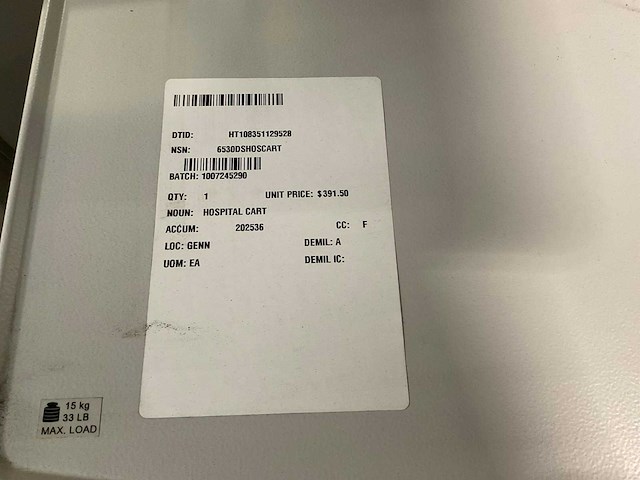 DTID: HT10835112952B
NSN: 6530DSHOSCART
BATCH: 1007245290
QTY: 1 UNIT PRICE: $391.50
NOUN: HOSPITAL CART
ACCUM: 202536 CC: F
LOC: GENN DEMIL: A
UOM: EA DEMIL IC:
15 kg
33 LB
MAX. LOAD